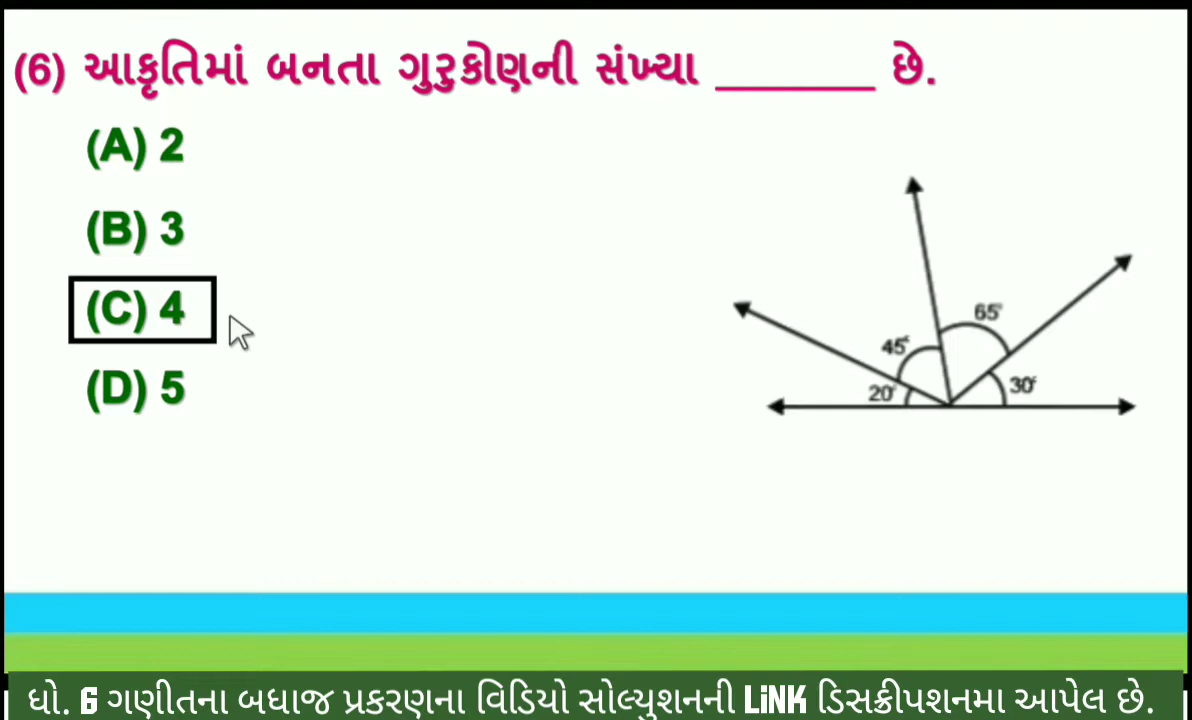 (6) આકૃતિમાં બનતા ગુરુકોણની સંખ્યા ________ છે.
(A) 2
(B) 3
(C) 4
(D) 5
65°
45°
20°
30°
ધો. 6 ગણીતના બધાજ પ્રકરણના વિડિયો સોલ્યુશનની LiNK ડિસક્રીપશનમા આપેલ છે.